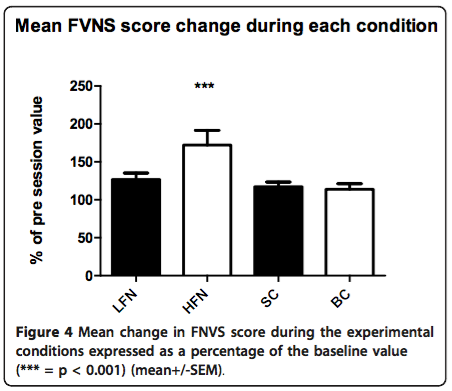 Mean FVNS score change during each condition
***
% of pre session value
250
200
150
100
50
0
LFN
HFN
SC
BC
Figure 4 Mean change in FNVS score during the experimental
conditions expressed as a percentage of the baseline value
(*** = p < 0.001) (mean+/-SEM).